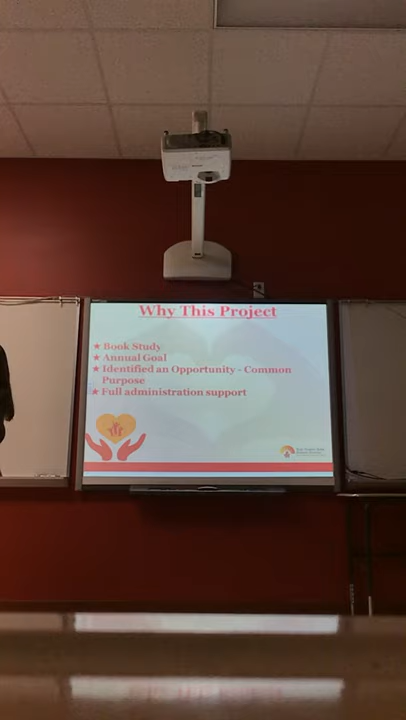 Why This Project
★ Book Study
★ Annual Goal
★ Identified an Opportunity - Common
Purpose
★ Full administration support